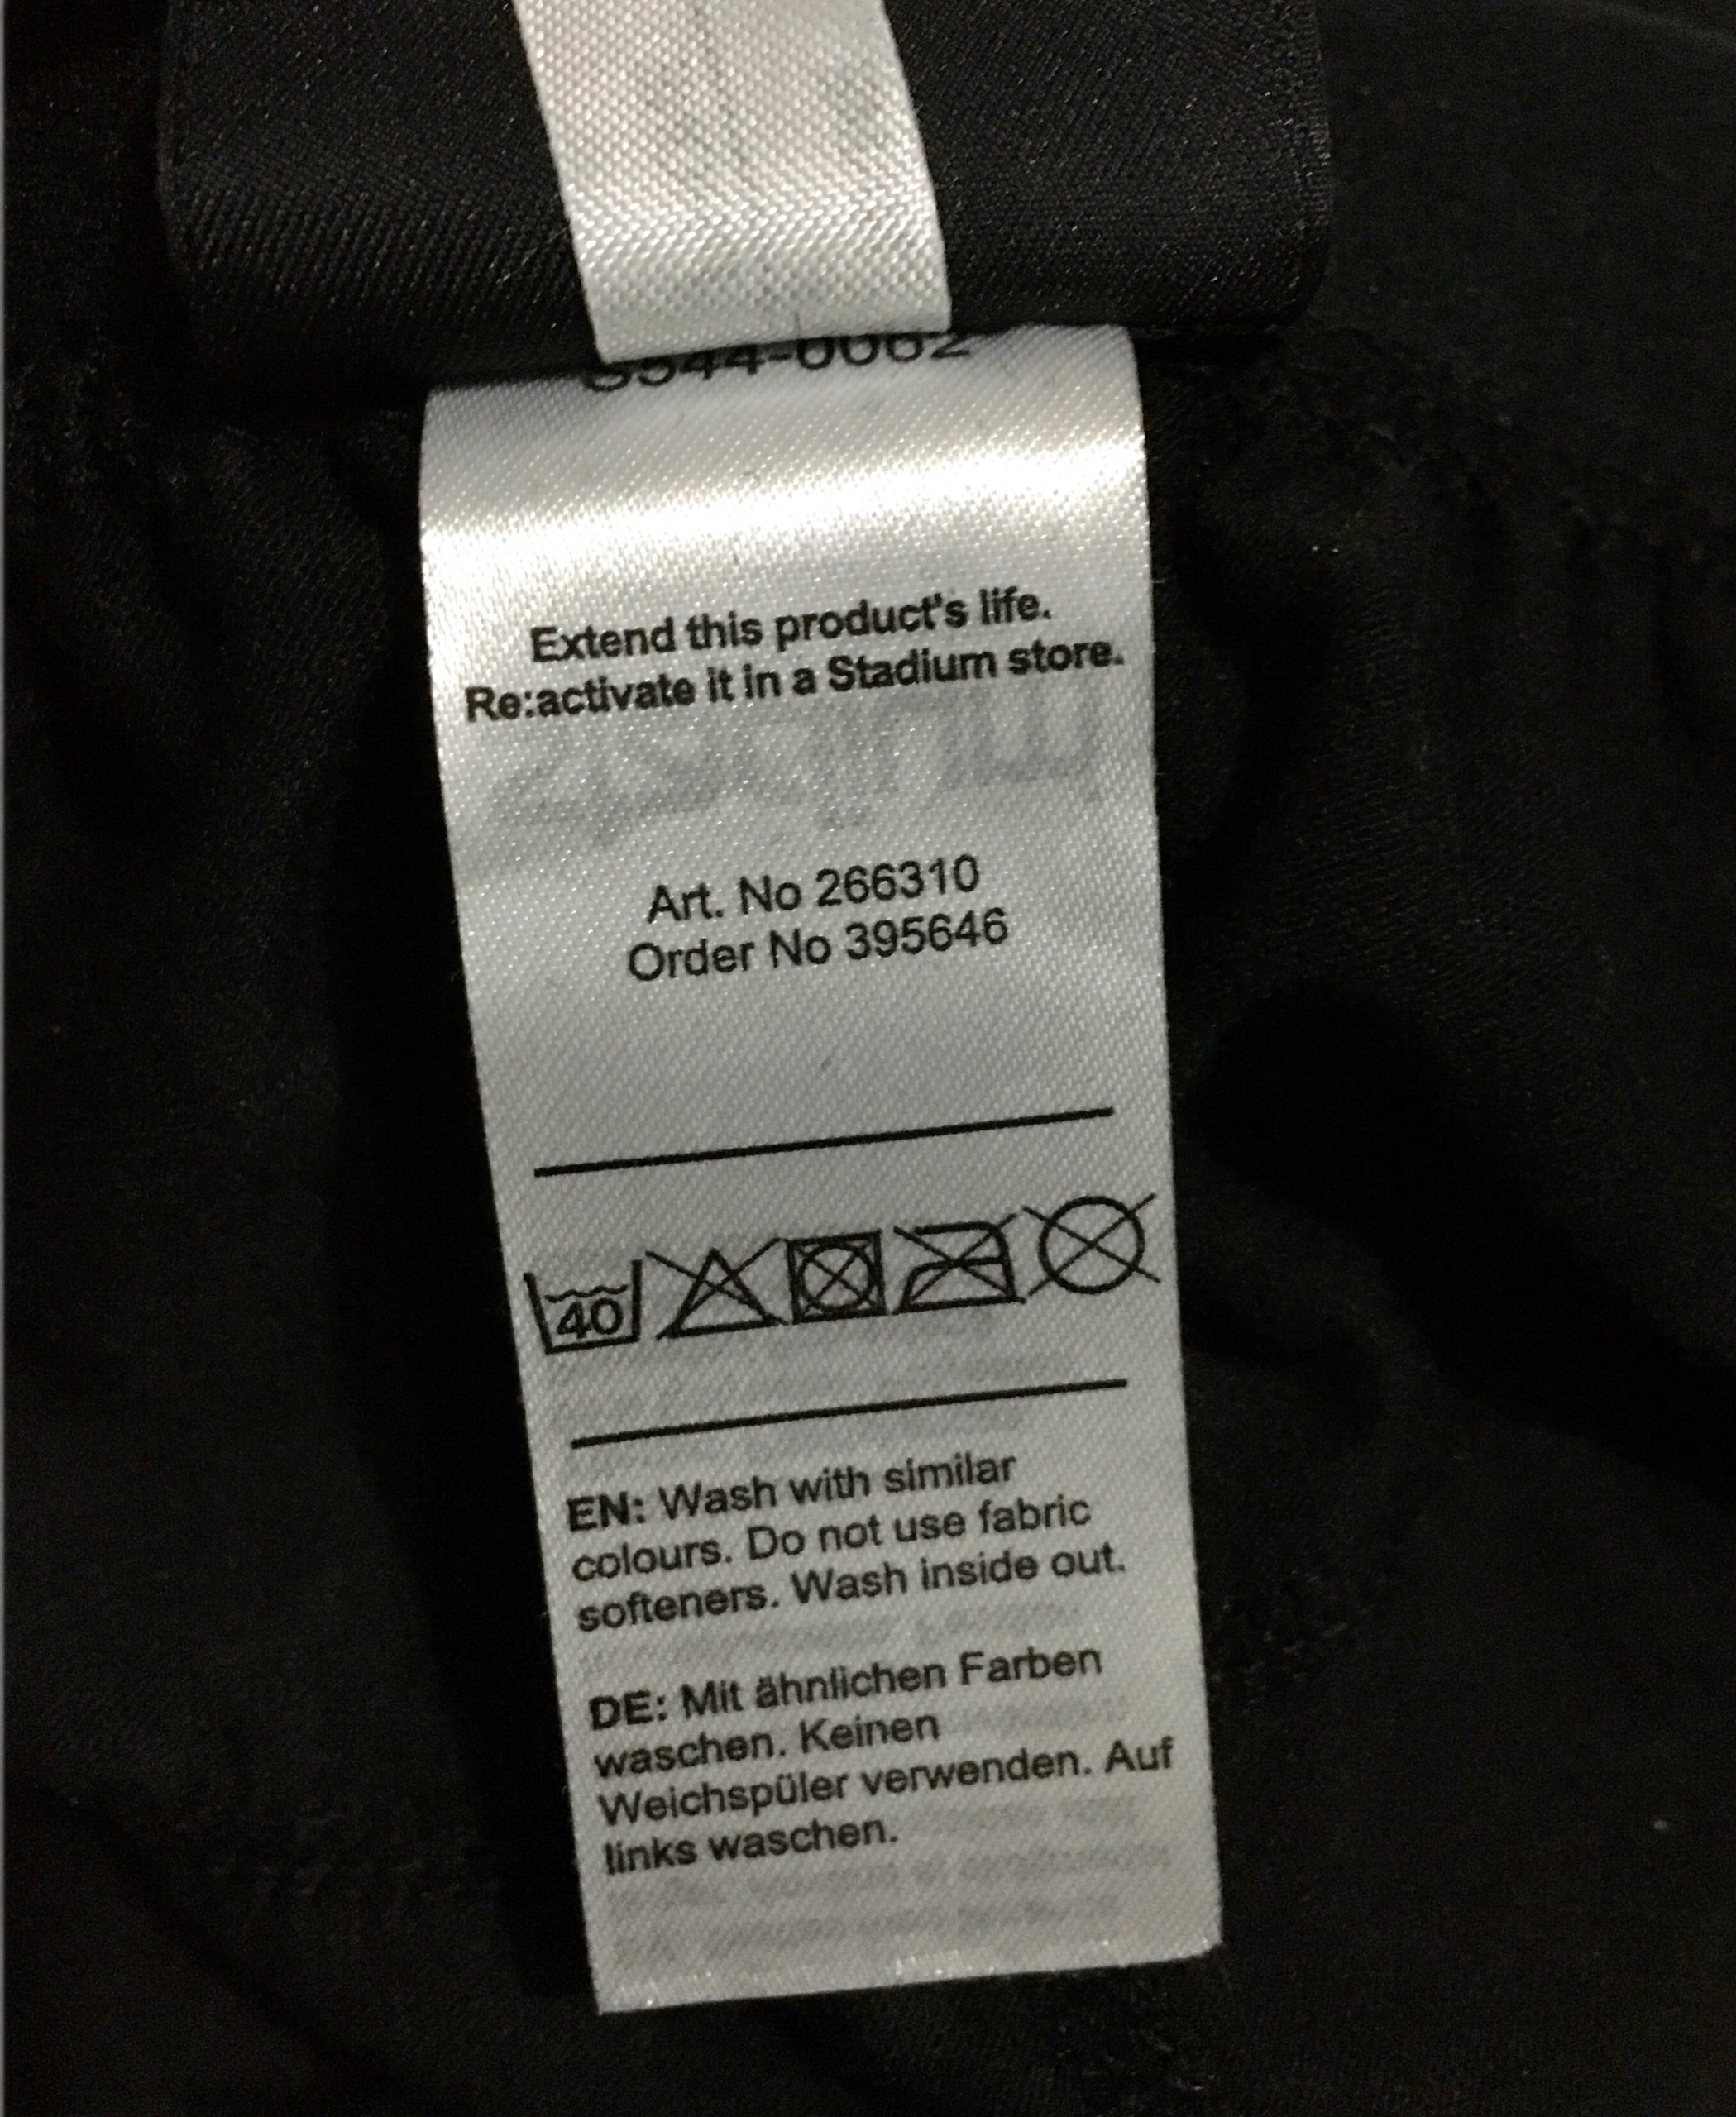 Extend this product's life.
Re:activate it in a Stadium store.
Art. No 266310
Order No 395646
40
EN: Wash with similar
colours. Do not use fabric
softeners. Wash inside out.
DE: Mit ähnlichen Farben
waschen. Keinen
Weichspüler verwenden. Auf
links waschen.